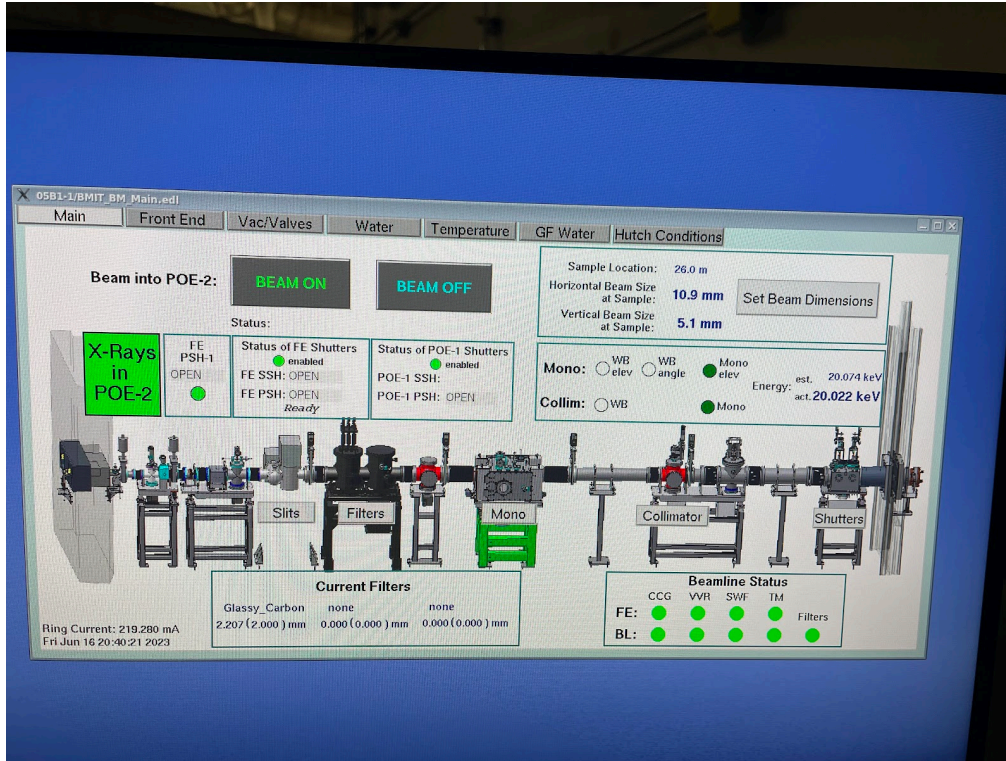 05B1-1/BMIT_BM_Main.edl
Main Front End Vac/Valves Water Temperature GF Water Hutch Conditions
Beam into POE-2: BEAM ON BEAM OFF
Sample Location: 26.0 m
Horizontal Beam Size
at Sample: 10.9 mm
Vertical Beam Size
at Sample: 5.1 mm
Set Beam Dimensions
Status:
X-Rays
in
POE-2
FE
PSH-1
OPEN
Status of FE Shutters
enabled
FE SSH: OPEN
FE PSH: OPEN
Ready
Status of POE-1 Shutters
enabled
POE-1 SSH:
POE-1 PSH: OPEN
Mono: WB
elev
WB
angle
Mono
elev
Energy: est. 20.074 keV
act. 20.022 keV
Collim: WB Mono
Slits Filters Mono Collimator Shutters
Current Filters
Glassy_Carbon none none
2.207 (2.000) mm 0.000 (0.000) mm 0.000 (0.000) mm
Beamline Status
CCG VVR SWF TM Filters
FE:
BL:
Ring Current: 219.280 mA
Fri Jun 16 20:40:21 2023